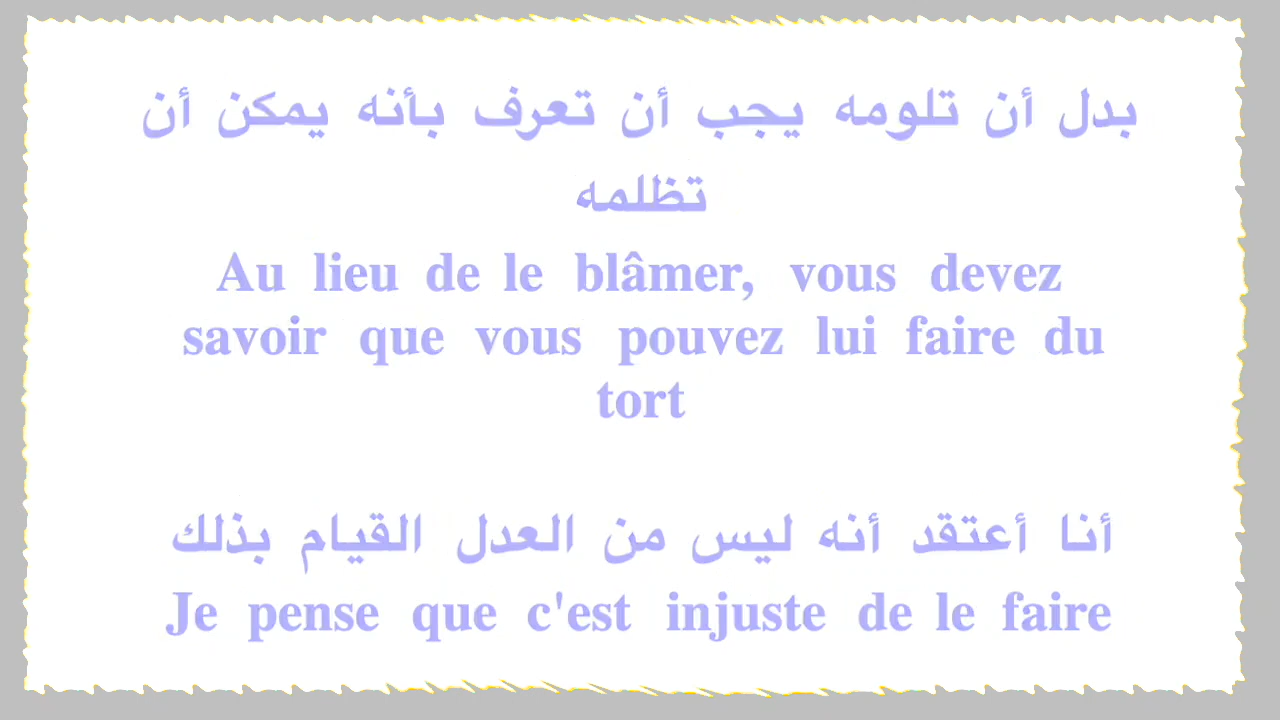 بدل أن تلومه يجب أن تعرف بأنه يمكن أن
تظلمه
Au lieu de le blâmer, vous devez
savoir que vous pouvez lui faire du
tort
أنا أعتقد أنه ليس من العدل القيام بذلك
Je pense que c'est injuste de le faire